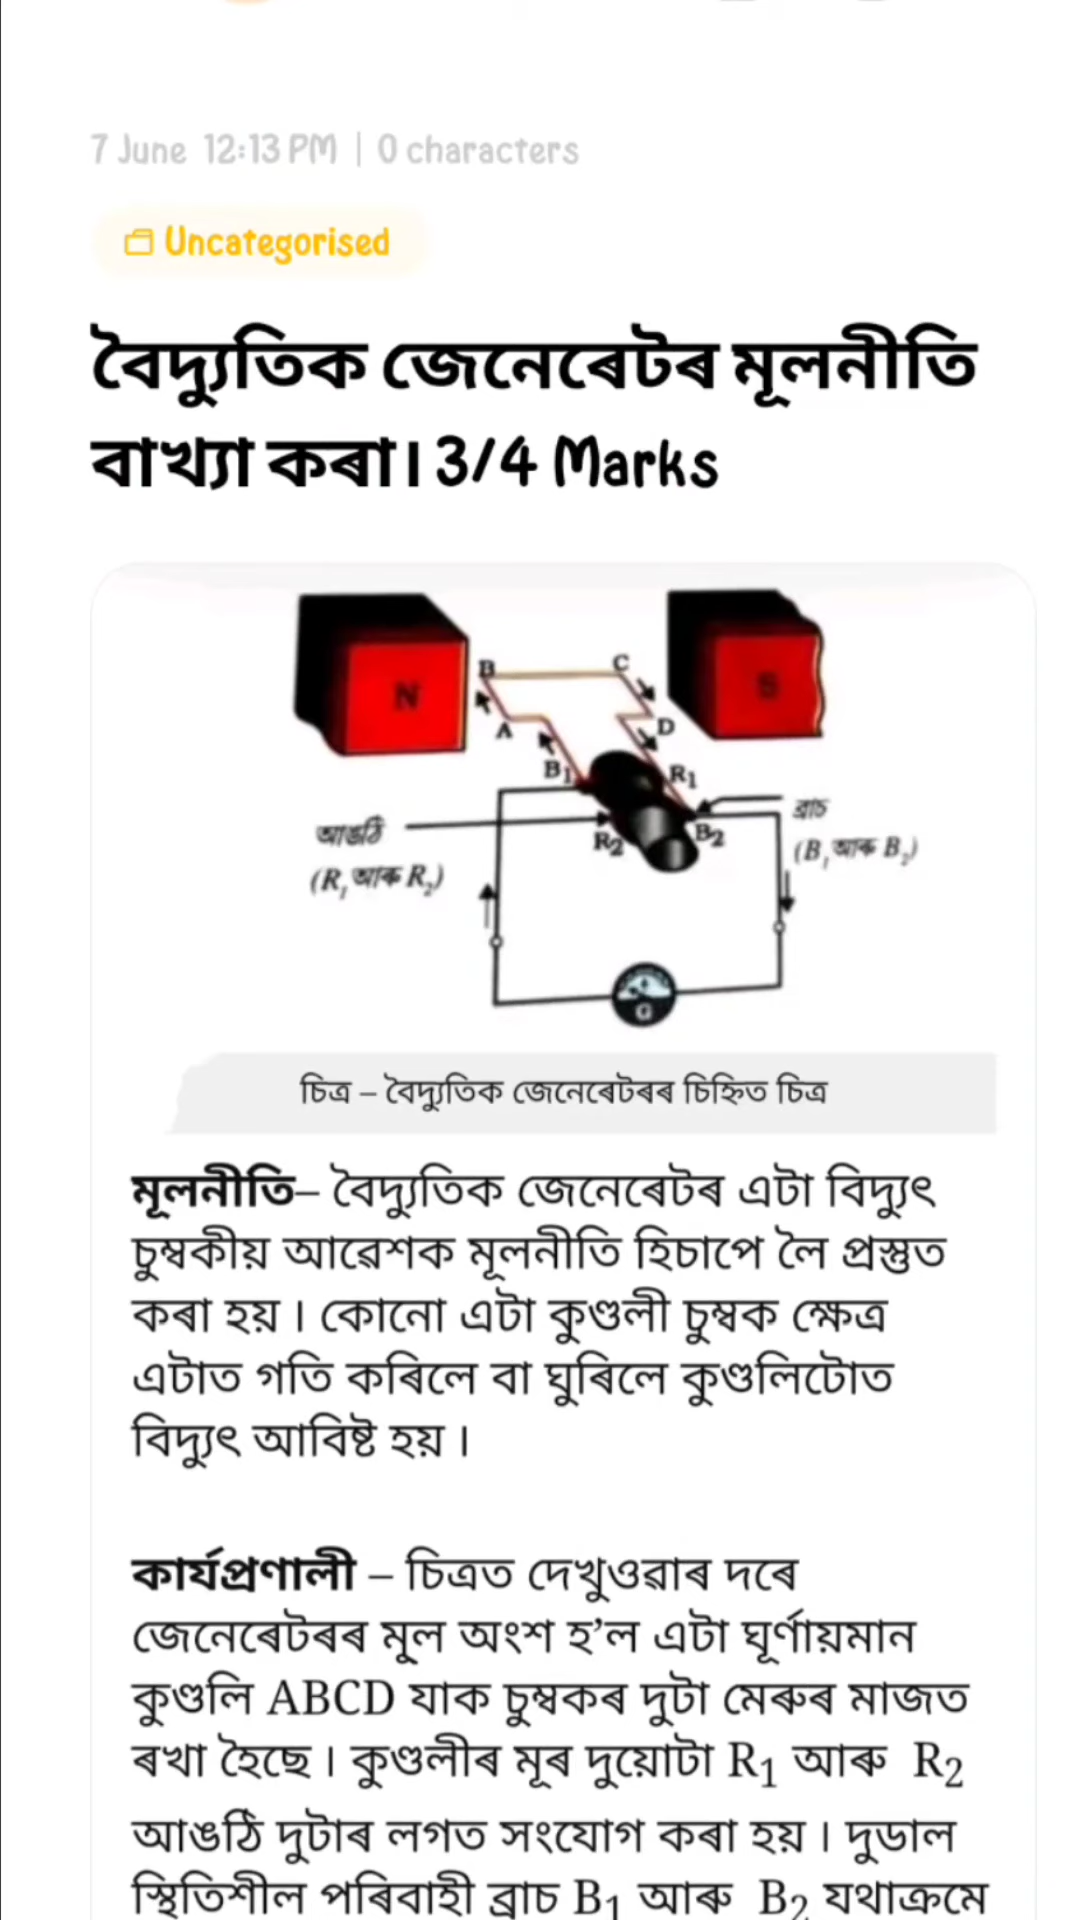 7 June 12:13 PM | 0 characters
Uncategorised
বৈদ্যুতিক জেনেৰেটৰ মূলনীতি
বাখ্যা কৰা। 3/4 Marks
N
S
B
C
A
D
B₁
R₁
আঙঠি
(R₁ আৰু R₂)
R₂
B₂
ব্ৰাচ
(B₁ আৰু B₂)
G
চিত্ৰ – বৈদ্যুতিক জেনেৰেটৰৰ চিহ্নিত চিত্ৰ
মূলনীতি– বৈদ্যুতিক জেনেৰেটৰ এটা বিদ্যুৎ
চুম্বকীয় আৱেশক মূলনীতি হিচাপে লৈ প্ৰস্তুত
কৰা হয় । কোনো এটা কুণ্ডলী চুম্বক ক্ষেত্ৰ
এটাত গতি কৰিলে বা ঘুৰিলে কুণ্ডলিটোত
বিদ্যুৎ আবিষ্ট হয় ।
কাৰ্যপ্ৰণালী – চিত্ৰত দেখুওৱাৰ দৰে
জেনেৰেটৰৰ মুল অংশ হ’ল এটা ঘূৰ্ণায়মান
কুণ্ডলি ABCD যাক চুম্বকৰ দুটা মেৰুৰ মাজত
ৰখা হৈছে । কুণ্ডলীৰ মূৰ দুয়োটা R₁ আৰু R₂
আঙঠি দুটাৰ লগত সংযোগ কৰা হয় । দুডাল
স্থিতিশীল পৰিবাহী ব্ৰাচ B₁ আৰু B₂ যথাক্ৰমে